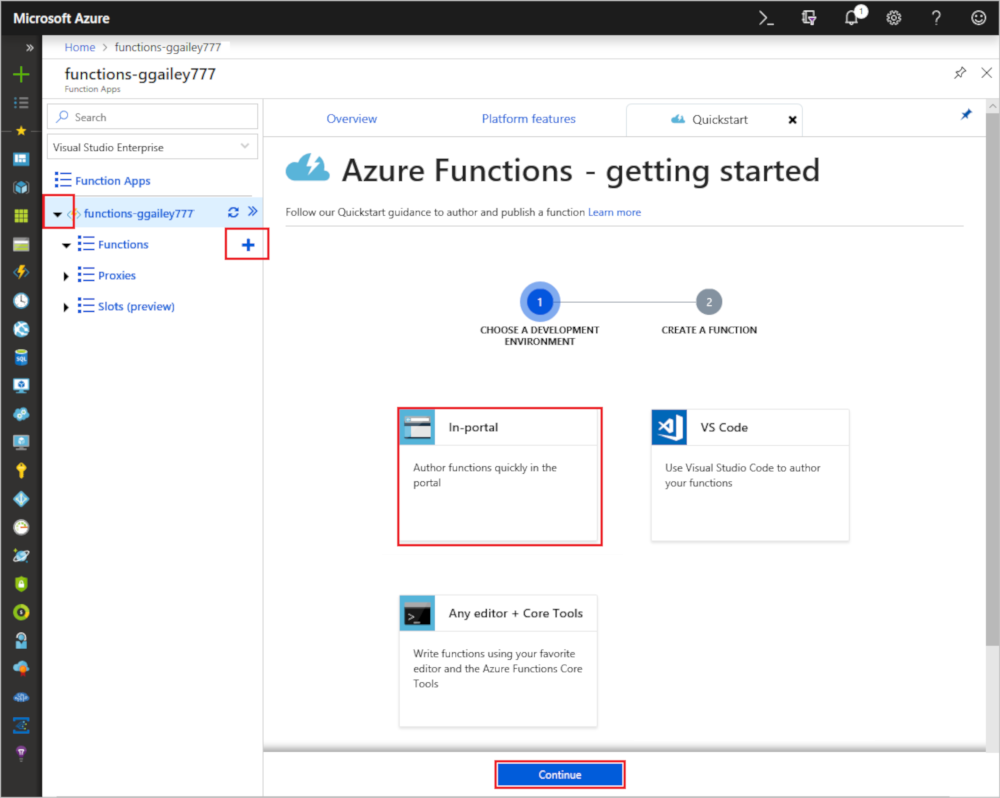 Microsoft Azure
1
Home > functions-ggailey777
functions-ggailey777
Function Apps
Search
Visual Studio Enterprise
Function Apps
functions-ggailey777
Functions
Proxies
Slots (preview)
Overview
Platform features
Quickstart
Azure Functions - getting started
Follow our Quickstart guidance to author and publish a function Learn more
1
2
CHOOSE A DEVELOPMENT
ENVIRONMENT
CREATE A FUNCTION
In-portal
Author functions quickly in the
portal
VS Code
Use Visual Studio Code to author
your functions
Any editor + Core Tools
Write functions using your favorite
editor and the Azure Functions Core
Tools
Continue